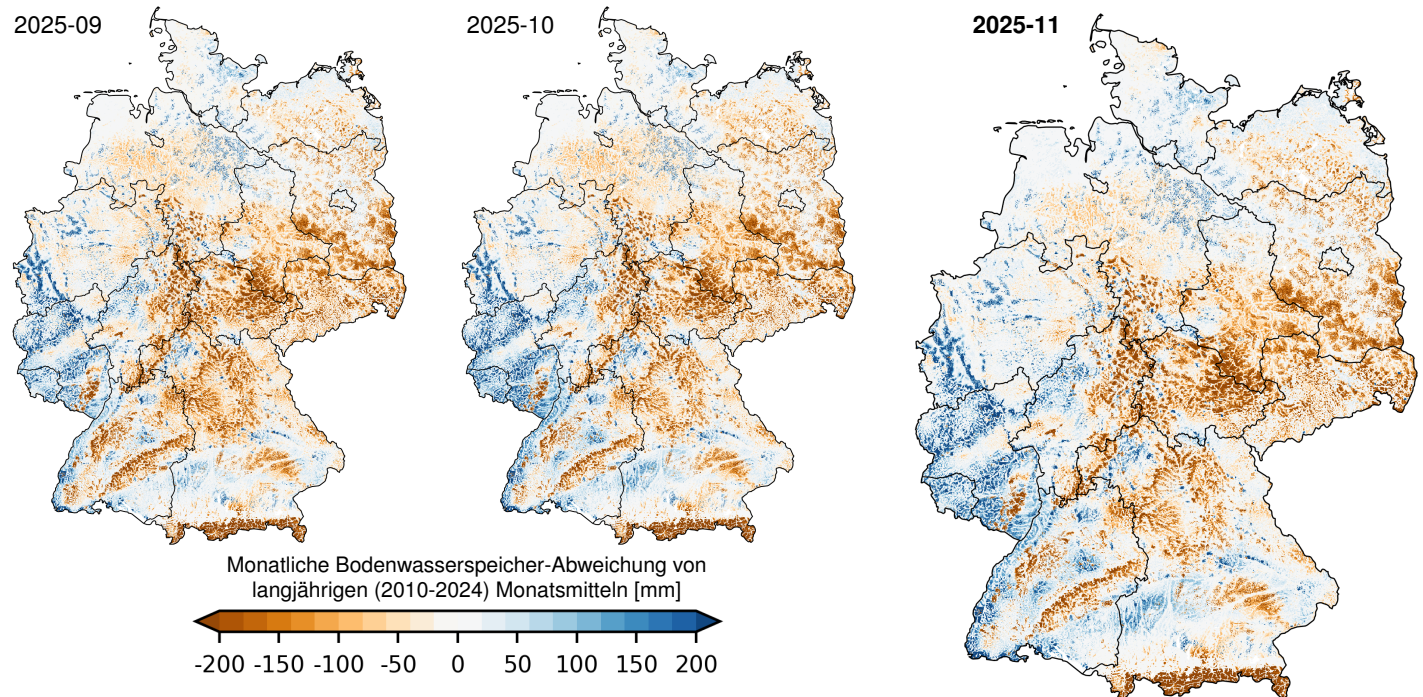 2025-09
2025-10
2025-11
Monatliche Bodenwasserspeicher-Abweichung von
langjährigen (2010-2024) Monatsmitteln [mm]
-200 -150 -100 -50 0 50 100 150 200